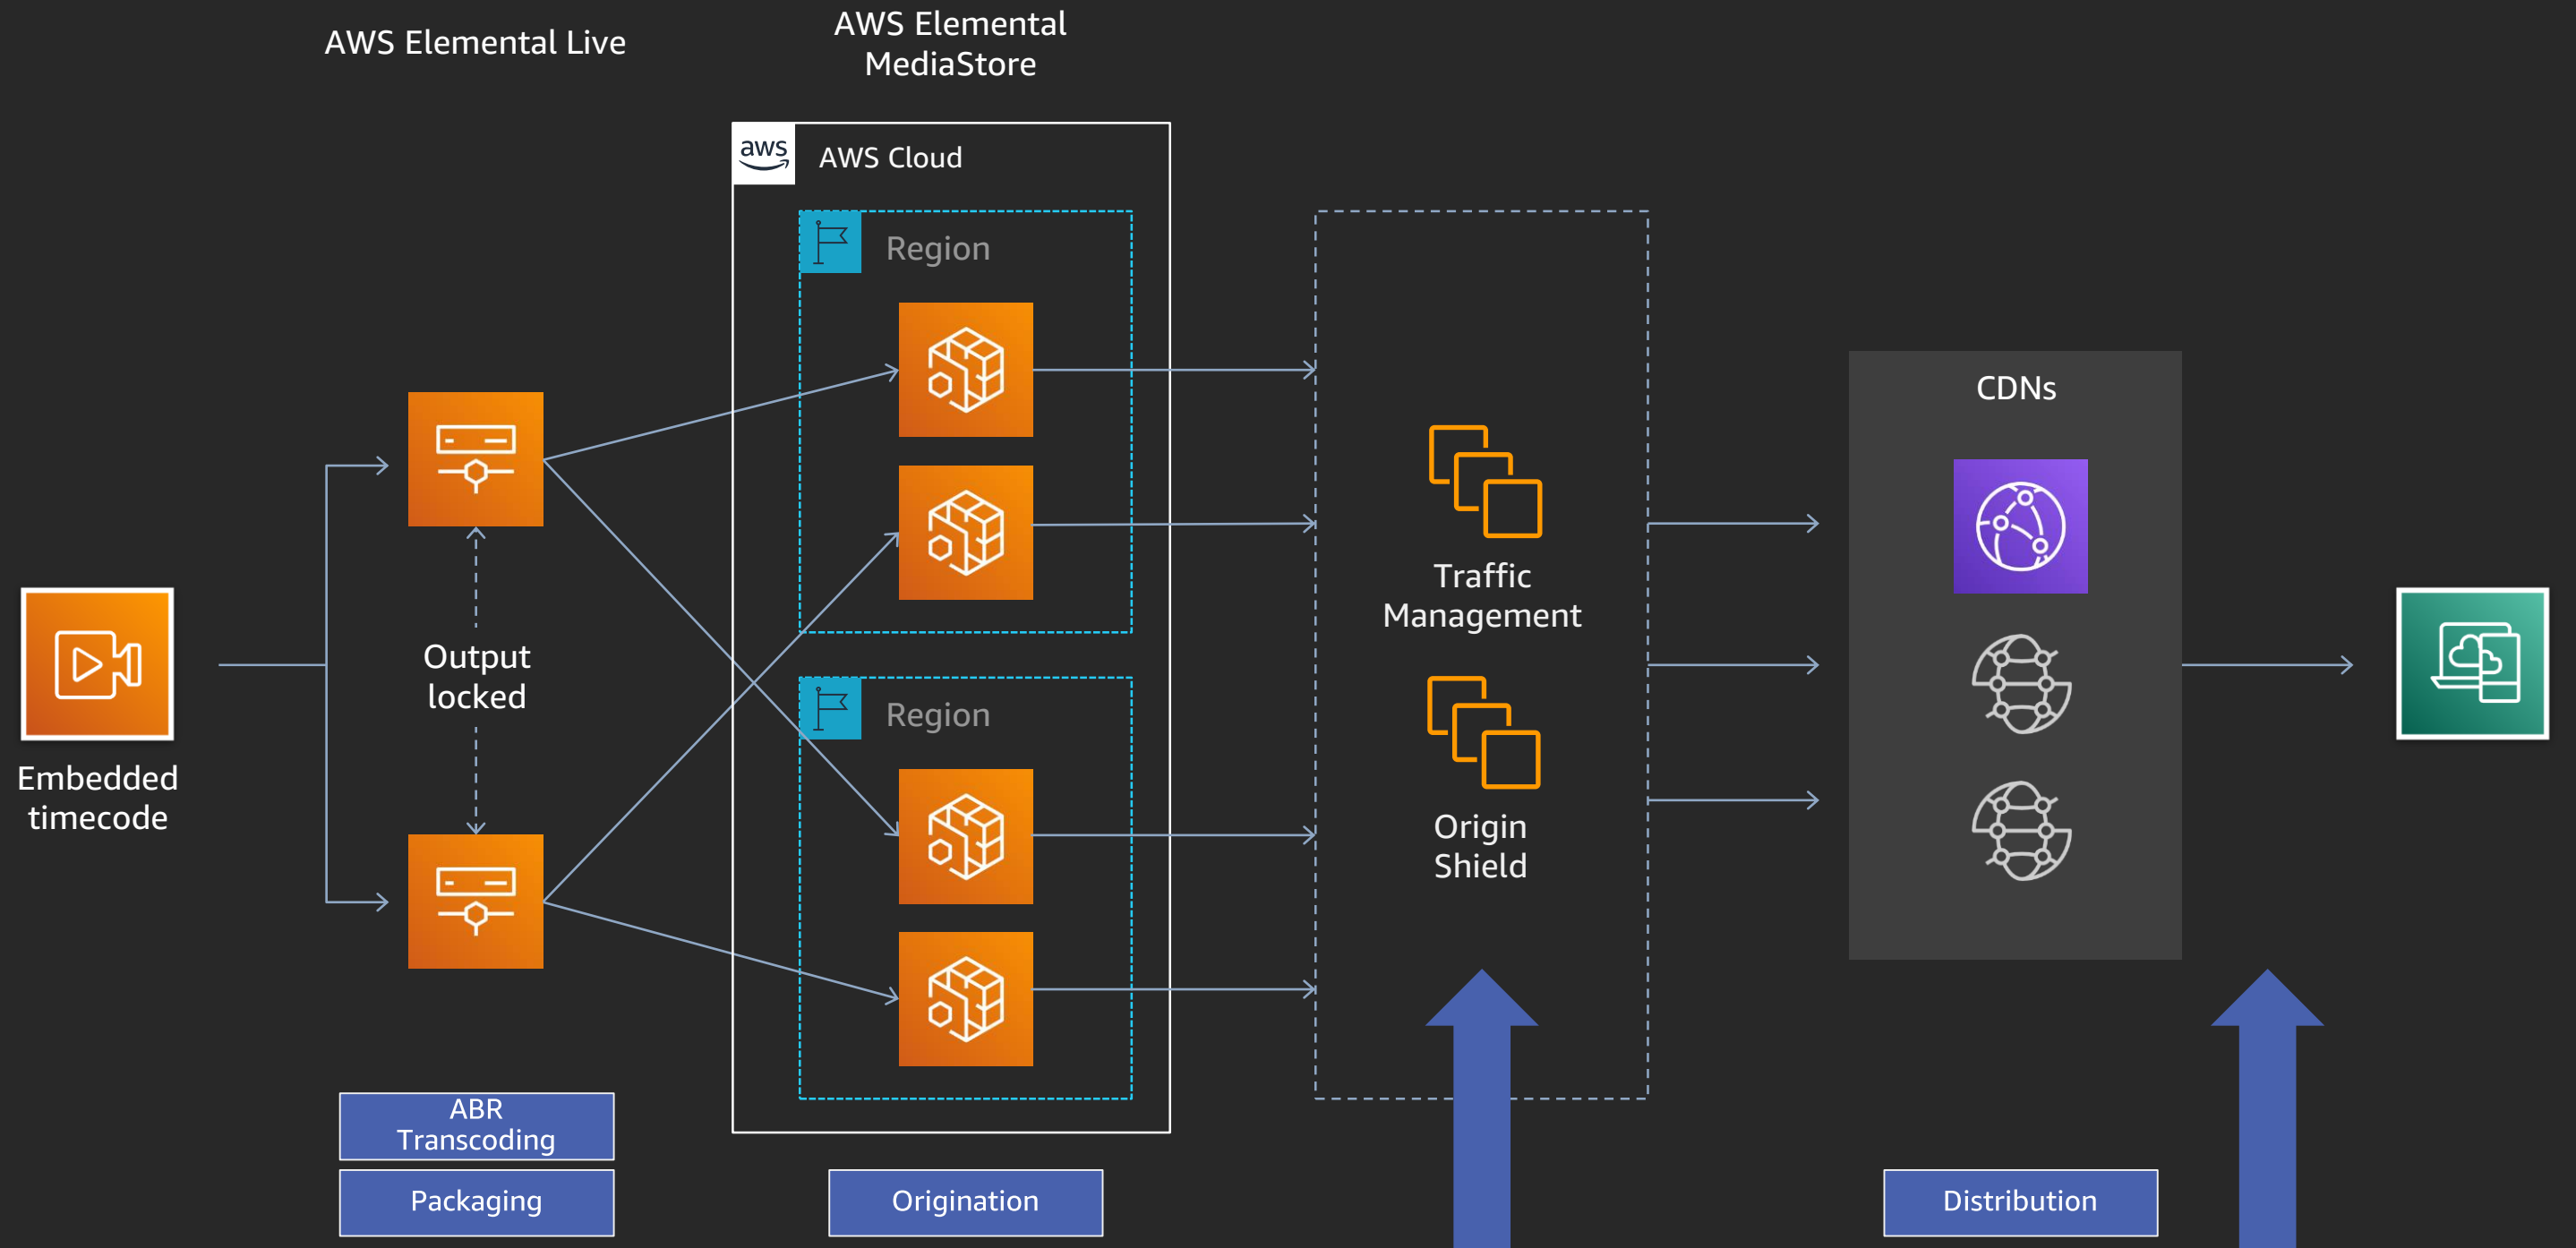 AWS Elemental Live
AWS Elemental
MediaStore
aws
AWS Cloud
Region
Region
Embedded
timecode
Output
locked
Traffic
Management
Origin
Shield
CDNs
ABR
Transcoding
Packaging
Origination
Distribution